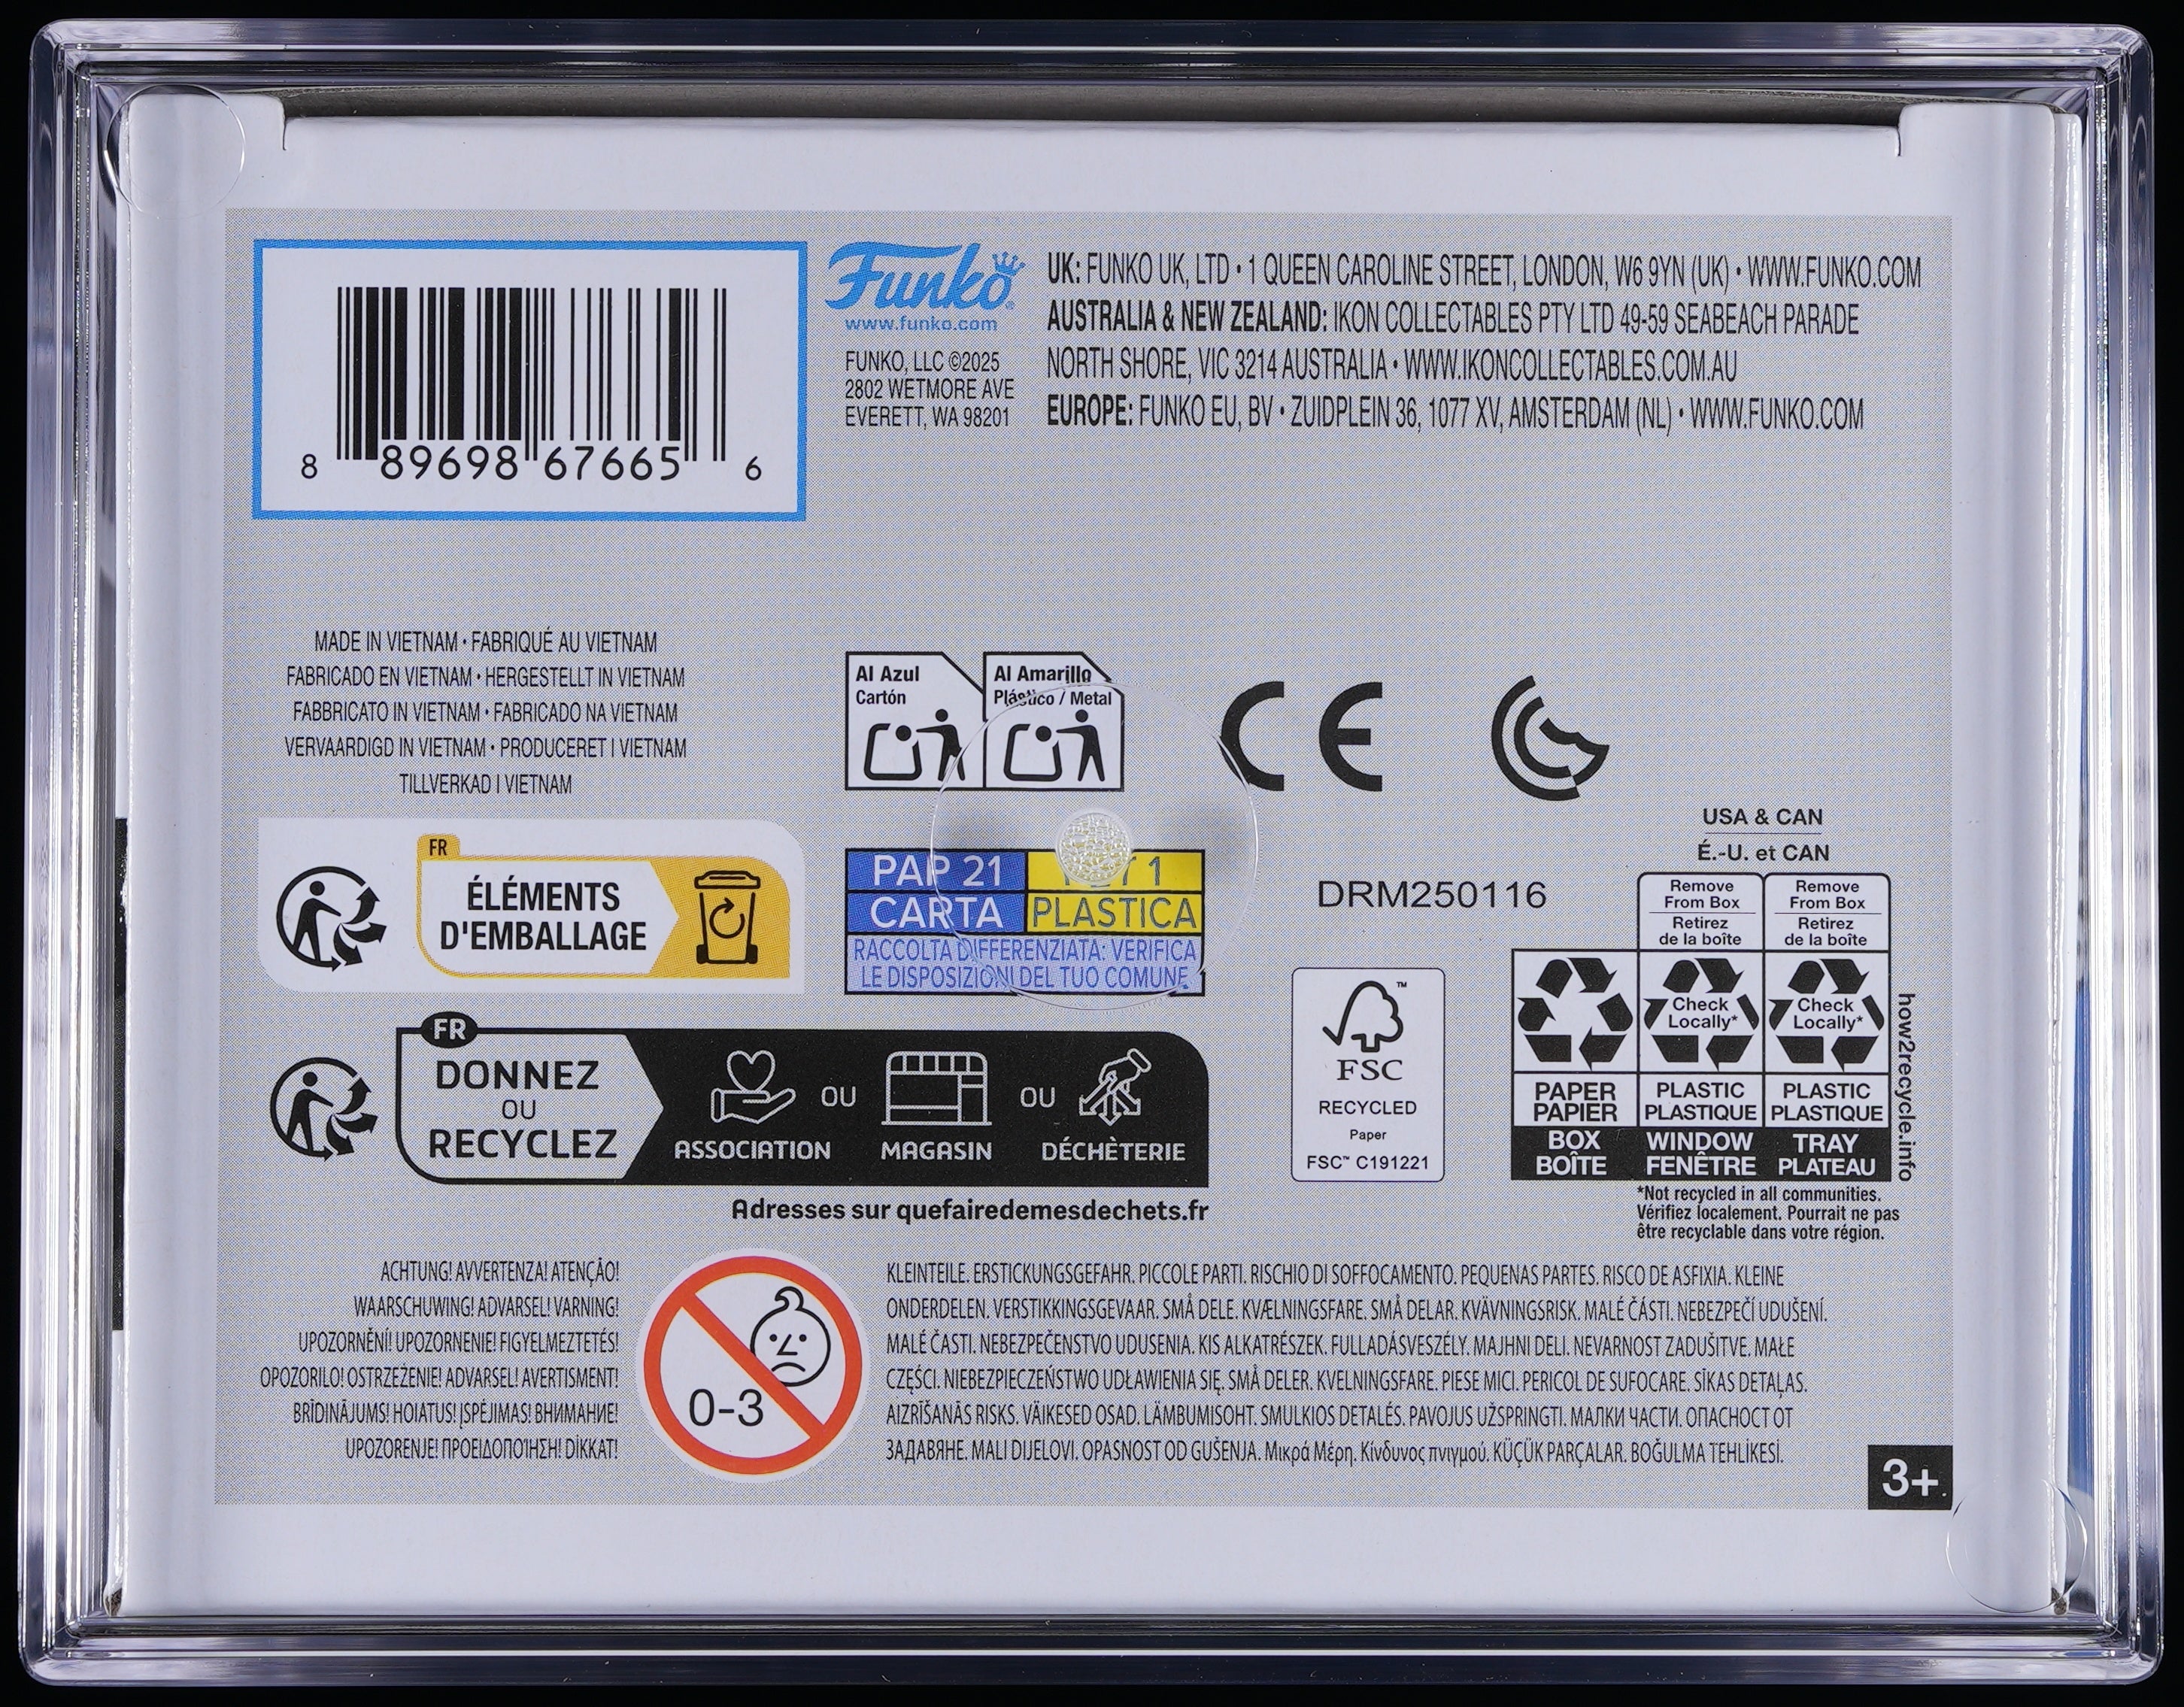 8 89698 67665 6
Funko
www.funko.com
FUNKO, LLC ©2025
2802 WETMORE AVE
EVERETT, WA 98201
UK: FUNKO UK, LTD • 1 QUEEN CAROLINE STREET, LONDON, W6 9YN (UK) • WWW.FUNKO.COM
AUSTRALIA & NEW ZEALAND: IKON COLLECTABLES PTY LTD 49-59 SEABEACH PARADE
NORTH SHORE, VIC 3214 AUSTRALIA • WWW.IKONCOLLECTABLES.COM.AU
EUROPE: FUNKO EU, BV • ZUIDPLEIN 36, 1077 XV, AMSTERDAM (NL) • WWW.FUNKO.COM
MADE IN VIETNAM • FABRIQUÉ AU VIETNAM
FABRICADO EN VIETNAM • HERGESTELLT IN VIETNAM
FABBRICATO IN VIETNAM • FABRICADO NA VIETNAM
VERVAARDIGD IN VIETNAM • PRODUCERET I VIETNAM
TILLVERKAD I VIETNAM
Al Azul
Cartón
Al Amarillo
Plástico / Metal
CE
FR
ÉLÉMENTS
D'EMBALLAGE
PAP 21
CARTA
1
PLASTICA
RACCOLTA DIFFERENZIATA: VERIFICA
LE DISPOSIZIONI DEL TUO COMUNE.
DRM250116
USA & CAN
É.-U. et CAN
Remove
From Box
Retirez
de la boîte
Remove
From Box
Retirez
de la boîte
Check
Locally*
Check
Locally*
PAPER
PAPIER
PLASTIC
PLASTIQUE
PLASTIC
PLASTIQUE
BOX
BOÎTE
WINDOW
FENÊTRE
TRAY
PLATEAU
how2recycle.info
*Not recycled in all communities.
Vérifiez localement. Pourrait ne pas
être recyclable dans votre région.
™
FSC
RECYCLED
Paper
FSC™ C191221
FR
DONNEZ
OU
RECYCLEZ
ASSOCIATION
OU
MAGASIN
OU
DÉCHÈTERIE
Adresses sur quefairedemesdechets.fr
ACHTUNG! AVVERTENZA! ATENÇÃO!
WAARSCHUWING! ADVARSEL! VARNING!
UPOZORNĚNÍ! UPOZORNENIE! FIGYELMEZTETÉS!
OPOZORILO! OSTRZEŻENIE! ADVARSEL! AVERTISMENT!
BRĪDINĀJUMS! HOIATUS! ĮSPĖJIMAS! ВНИМАНИЕ!
UPOZORENJE! ΠΡΟΕΙΔΟΠΟΊΗΣΗ! DİKKAT!
0-3
KLEINTEILE. ERSTICKUNGSGEFAHR. PICCOLE PARTI. RISCHIO DI SOFFOCAMENTO. PEQUENAS PARTES. RISCO DE ASFIXIA. KLEINE
ONDERDELEN. VERSTIKKINGSGEVAAR. SMÅ DELE. KVÆLNINGSFARE. SMÅ DELAR. KVÄVNINGSRISK. MALÉ ČÁSTI. NEBEZPEČÍ UDUŠENÍ.
MALÉ ČASTI. NEBEZPEČENSTVO UDUSENIA. KIS ALKATRÉSZEK. FULLADÁSVESZÉLY. MAJHNI DELI. NEVARNOST ZADUŠITVE. MAŁE
CZĘŚCI. NIEBEZPIECZEŃSTWO UDŁAWIENIA SIĘ. SMÅ DELER. KVELNINGSFARE. PIESE MICI. PERICOL DE SUFOCARE. SĪKAS DETAĻAS.
AIZRĪŠANĀS RISKS. VÄIKESED OSAD. LÄMBUMISOHT. SMULKIOS DETALĖS. PAVOJUS UŽSPRINGTI. МАЛКИ ЧАСТИ. ОПАСНОСТ ОТ
ЗАДАВЯНЕ. MALI DIJELOVI. OPASNOST OD GUŠENJA. Μικρά Μέρη. Κίνδυνος πνιγμού. KÜÇÜK PARÇALAR. BOĞULMA TEHLİKESİ.
3+